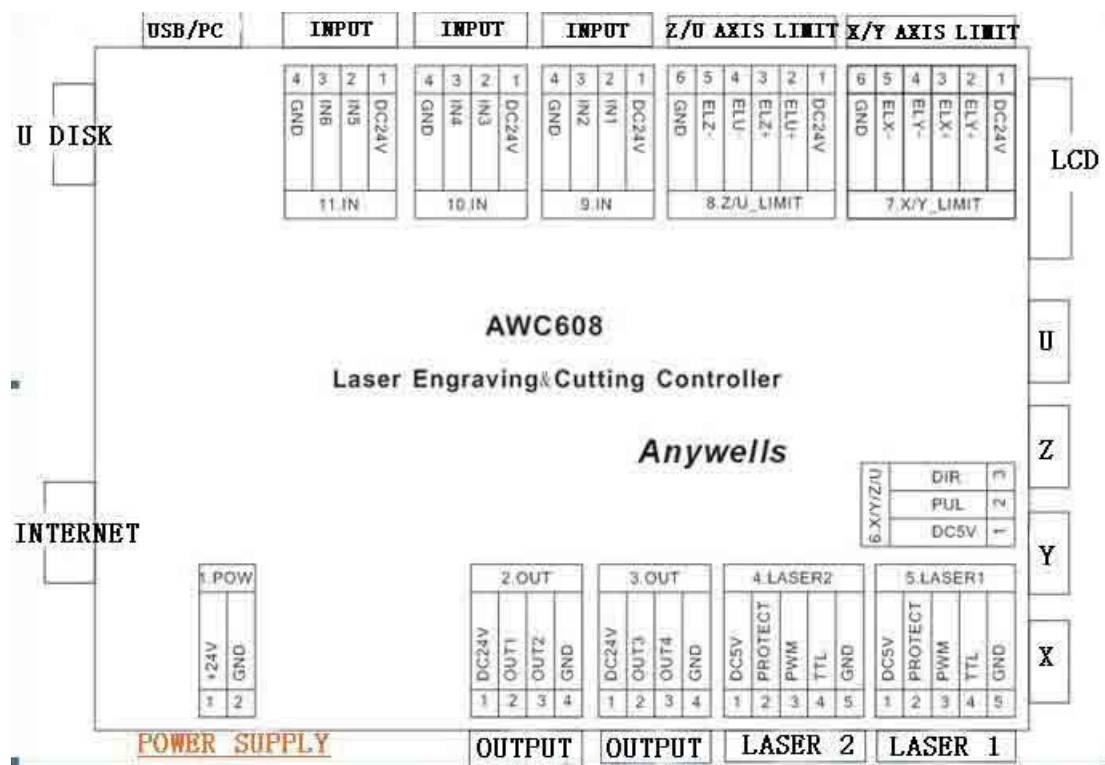 USB/PC INPUT INPUT INPUT Z/U AXIS LIMIT X/Y AXIS LIMIT
4 3 2 1 4 3 2 1 4 3 2 1 6 5 4 3 2 1 6 5 4 3 2 1
GND IN6 IN5 DC24V GND IN4 IN3 DC24V GND IN2 IN1 DC24V GND ELZ- ELU- ELZ+ ELU+ DC24V GND ELX- ELY- ELX+ ELY+ DC24V
11.IN 10.IN 9.IN 8.Z/U_LIMIT 7.X/Y_LIMIT
U DISK
LCD
AWC608
U
Laser Engraving&Cutting Controller
Anywells
Z
6.X/Y/Z/U
DIR 3
PUL 2
DC5V 1
INTERNET
Y
1.POW 2.OUT 3.OUT 4.LASER2 5.LASER1
+24V GND DC24V OUT1 OUT2 GND DC24V OUT3 OUT4 GND DC5V PROTECT PWM TTL GND DC5V PROTECT PWM TTL GND
X
1 2 1 2 3 4 1 2 3 4 1 2 3 4 5 1 2 3 4 5
POWER SUPPLY OUTPUT OUTPUT LASER 2 LASER 1